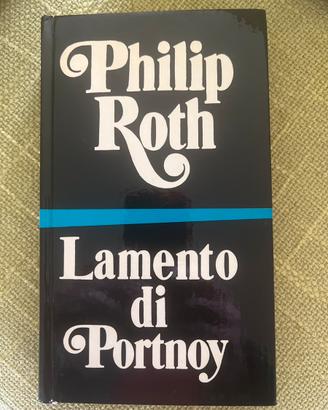 Philip
Roth
Lamento
di
Portnoy